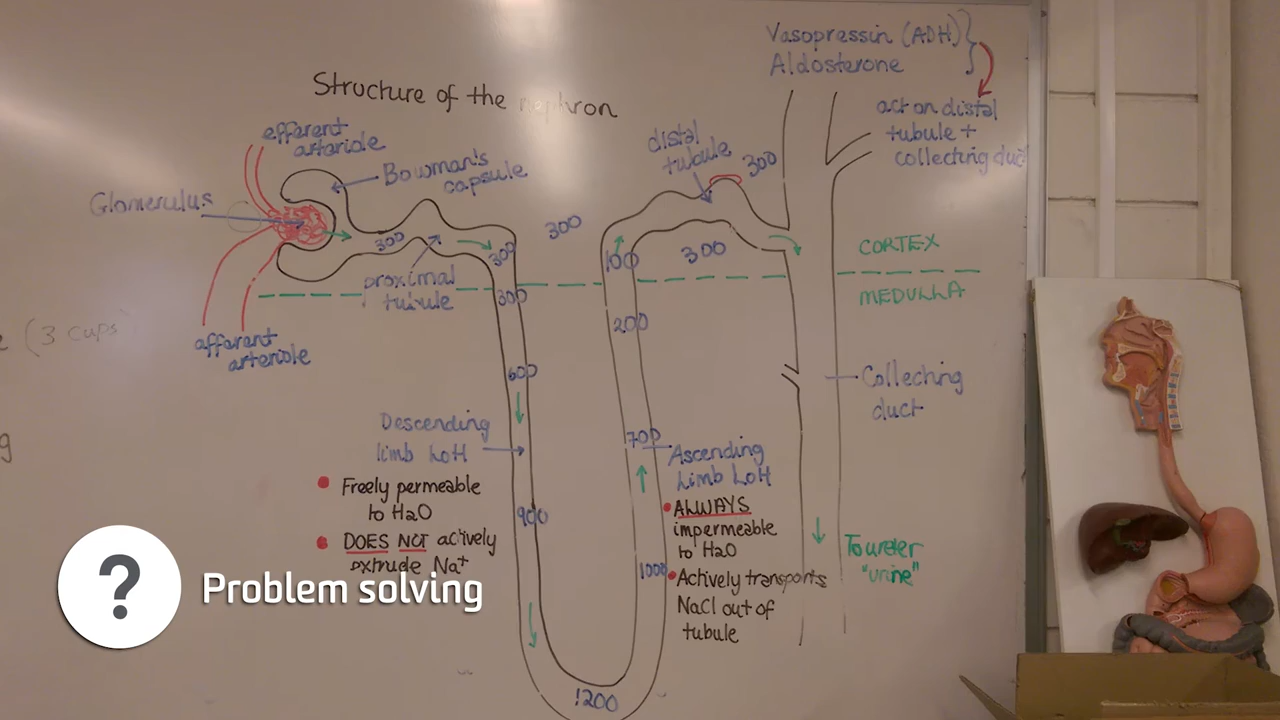 Vasopressin (ADH)
Aldosterone
act on distal
tubule +
collecting duct
Structure of the nephron
efferent
arteriole
Bowman's
capsule
Glomerulus
distal
tubule
300
300
300
300
300
100
300
proximal
tubule
CORTEX
MEDULLA
(3 cups
afferent
arteriole
200
600
Collecting
duct
Descending
limb LoH
700
Ascending
Limb LoH
Freely permeable
to H2O
DOES NOT actively
extrude Na+
ALWAYS
impermeable
to H2O
900
1000
Actively transports
NaCl out of
tubule
To ureter
"urine"
1200
?
Problem solving